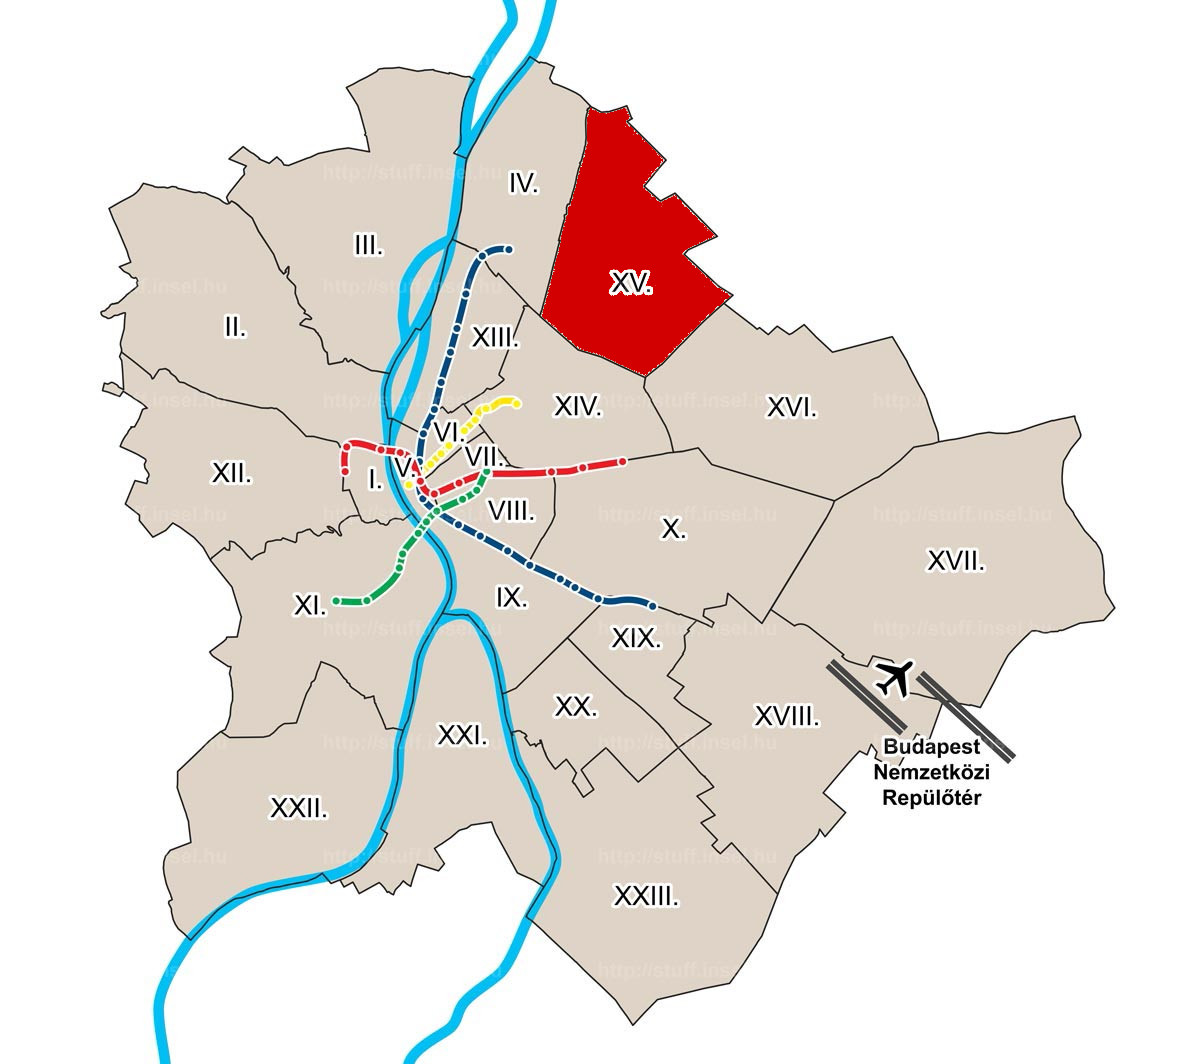 IV.
III.
XV.
II.
XIII.
XIV.
XVI.
VI.
VII.
V.
XII.
I.
VIII.
X.
XVII.
XI.
IX.
XIX.
XX.
XVIII.
XXI.
Budapest
Nemzetközi
Repülőtér
XXII.
XXIII.
http://stuff.insel.hu